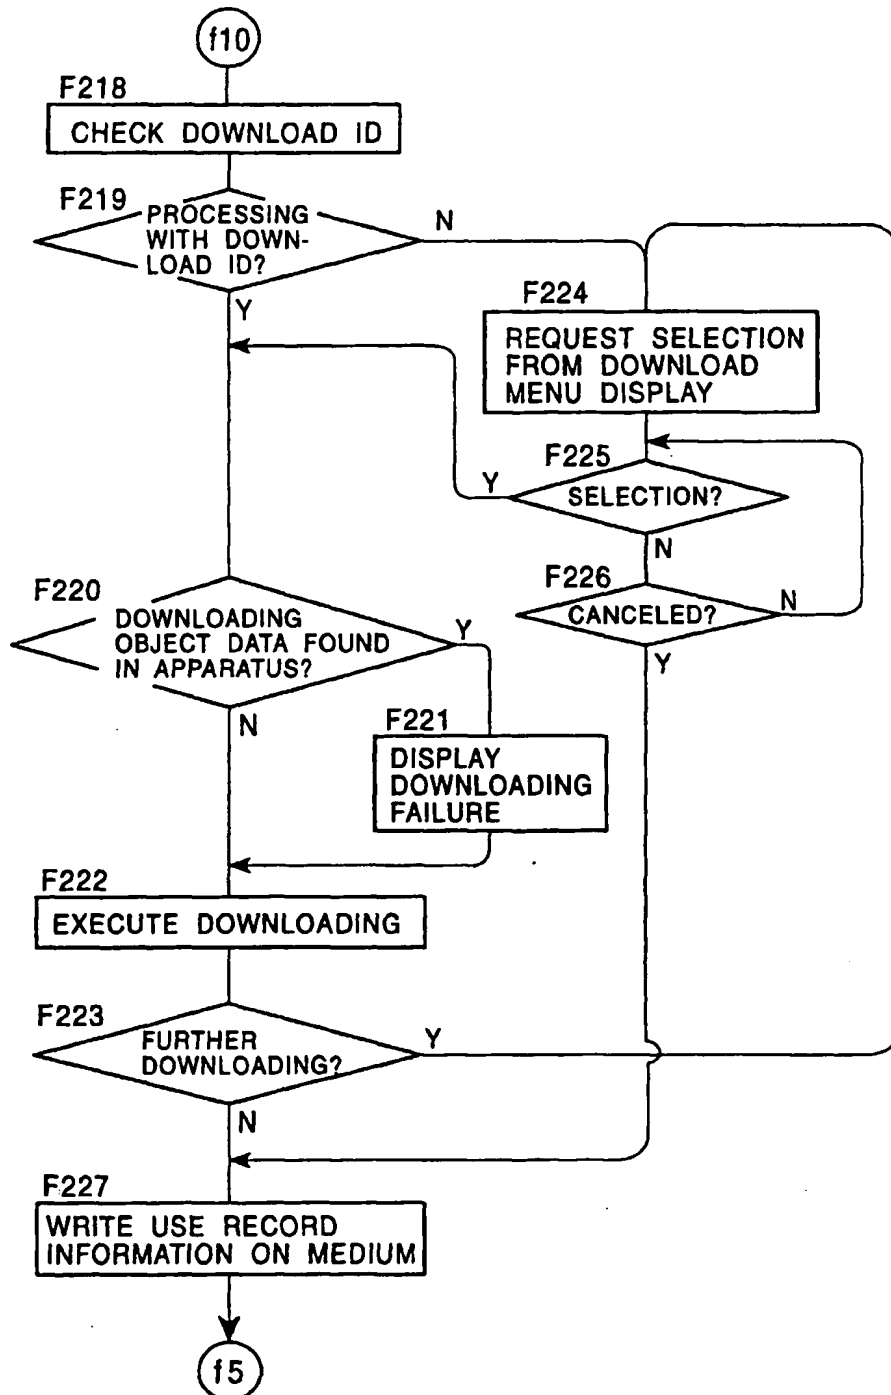 f10
F218
CHECK DOWNLOAD ID
F219
PROCESSING
WITH DOWN-
LOAD ID?
N
Y
F224
REQUEST SELECTION
FROM DOWNLOAD
MENU DISPLAY
F225
SELECTION?
Y
N
F226
CANCELED?
N
Y
F220
DOWNLOADING
OBJECT DATA FOUND
IN APPARATUS?
Y
N
F221
DISPLAY
DOWNLOADING
FAILURE
F222
EXECUTE DOWNLOADING
F223
FURTHER
DOWNLOADING?
Y
N
F227
WRITE USE RECORD
INFORMATION ON MEDIUM
f5